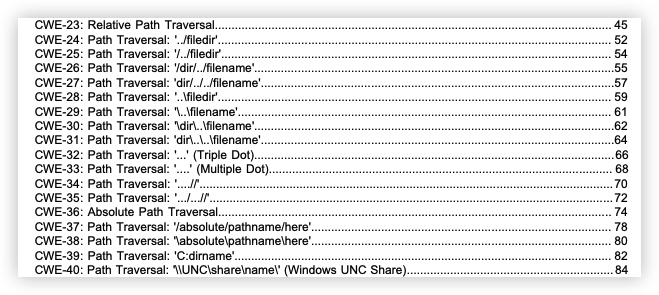 CWE-23: Relative Path Traversal.......................................................................................................................... 45
CWE-24: Path Traversal: '../filedir'......................................................................................................................... 52
CWE-25: Path Traversal: '/../filedir'........................................................................................................................ 54
CWE-26: Path Traversal: '/dir/../filename'.............................................................................................................. 55
CWE-27: Path Traversal: 'dir/../../filename'............................................................................................................ 57
CWE-28: Path Traversal: '..\filedir'......................................................................................................................... 59
CWE-29: Path Traversal: '\..\filename'................................................................................................................... 61
CWE-30: Path Traversal: '\dir\..\filename'..............................................................................................................62
CWE-31: Path Traversal: 'dir\..\..\filename'............................................................................................................64
CWE-32: Path Traversal: '...' (Triple Dot).............................................................................................................. 66
CWE-33: Path Traversal: '....' (Multiple Dot).......................................................................................................... 68
CWE-34: Path Traversal: '....//'............................................................................................................................... 70
CWE-35: Path Traversal: '.../...//'............................................................................................................................ 72
CWE-36: Absolute Path Traversal......................................................................................................................... 74
CWE-37: Path Traversal: '/absolute/pathname/here'............................................................................................ 78
CWE-38: Path Traversal: '\absolute\pathname\here'............................................................................................ 80
CWE-39: Path Traversal: 'C:dirname'.................................................................................................................... 82
CWE-40: Path Traversal: '\\UNC\share\name\' (Windows UNC Share)................................................................ 84